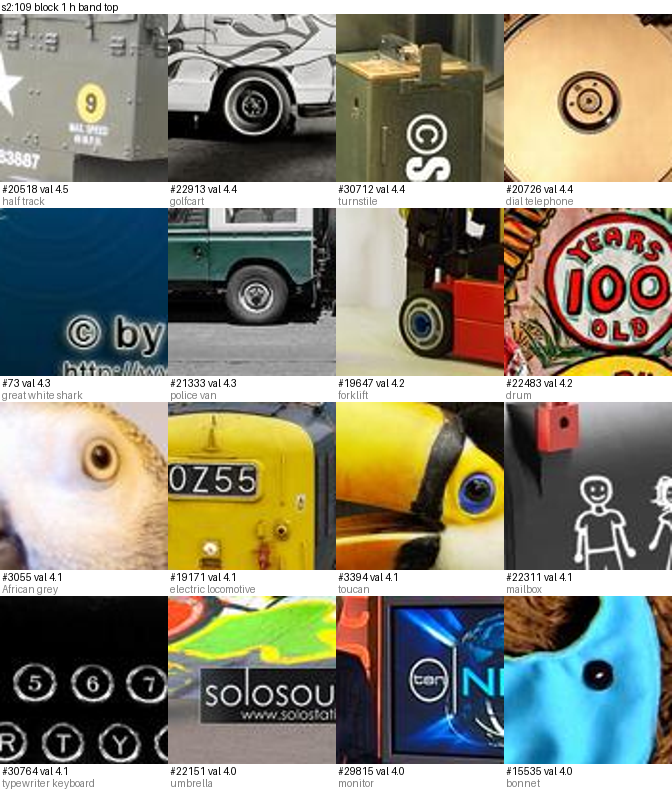 s2:109 block 1 h band top
9
MAX. SPEED
63887
#20518 val 4.5
half track
#22913 val 4.4
golfcart
©S
#30712 val 4.4
turnstile
#20726 val 4.4
dial telephone
© by
http://w
#73 val 4.3
great white shark
#21333 val 4.3
police van
#19647 val 4.2
forklift
YEARS
100
OLD
#22483 val 4.2
drum
#3055 val 4.1
African grey
0Z55
#19171 val 4.1
electric locomotive
#3394 val 4.1
toucan
#22311 val 4.1
mailbox
5 6 7
R T Y
#30764 val 4.1
typewriter keyboard
solosou
www.solostati
#22151 val 4.0
umbrella
ten
N
#29815 val 4.0
monitor
#15535 val 4.0
bonnet